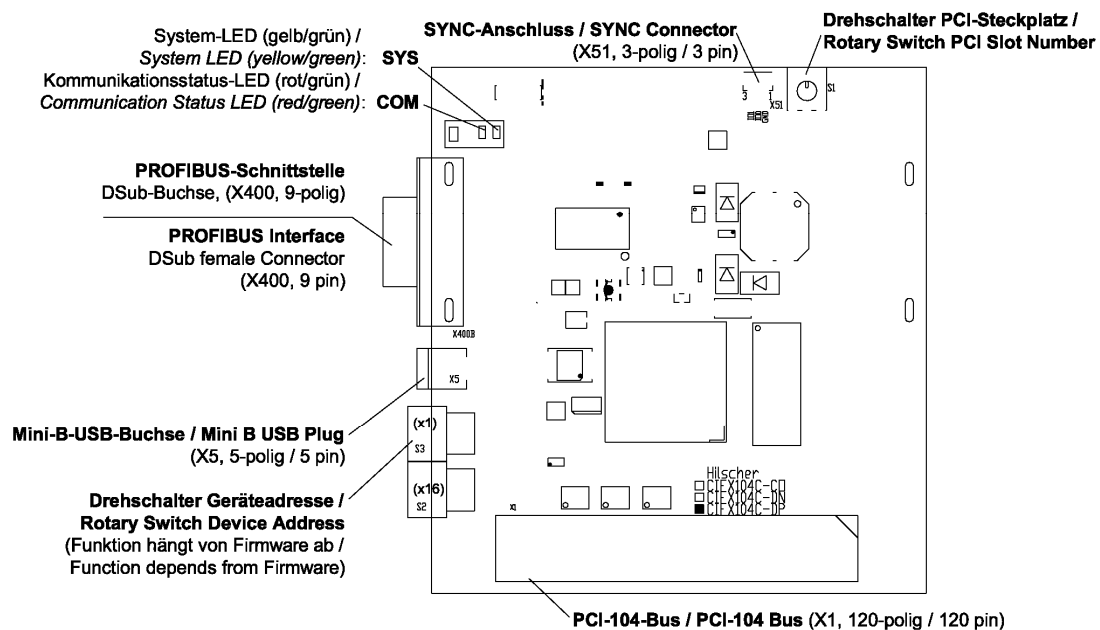 System-LED (gelb/grün) /
System LED (yellow/green): SYS
Kommunikationsstatus-LED (rot/grün) /
Communication Status LED (red/green): COM
SYNC-Anschluss / SYNC Connector
(X51, 3-polig / 3 pin)
Drehschalter PCI-Steckplatz /
Rotary Switch PCI Slot Number
3 1
X51
S1
PROFIBUS-Schnittstelle
DSub-Buchse, (X400, 9-polig)
PROFIBUS Interface
DSub female Connector
(X400, 9 pin)
X400B
X5
Mini-B-USB-Buchse / Mini B USB Plug
(X5, 5-polig / 5 pin)
(x1)
S3
(x16)
S2
Drehschalter Geräteadresse /
Rotary Switch Device Address
(Funktion hängt von Firmware ab /
Function depends from Firmware)
Hilscher
CIFX104C-CO
CIFX104C-DN
CIFX104C-DP
X1
PCI-104-Bus / PCI-104 Bus (X1, 120-polig / 120 pin)